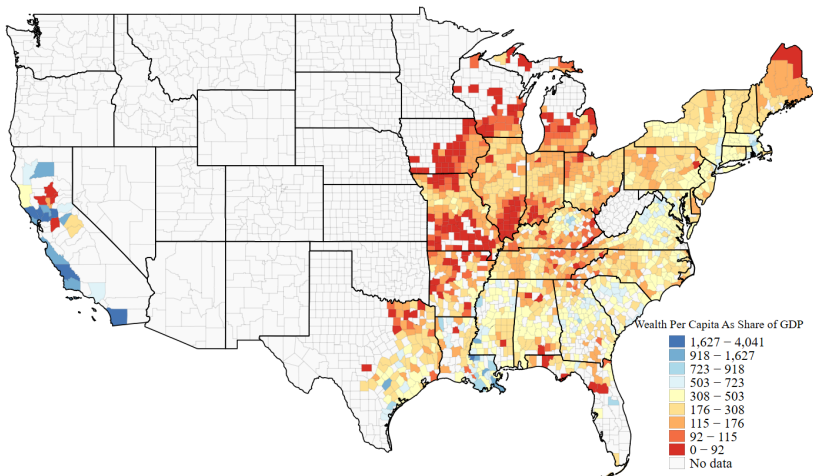 Wealth Per Capita As Share of GDP
1,627 − 4,041
918 − 1,627
723 − 918
503 − 723
308 − 503
176 − 308
115 − 176
92 − 115
0 − 92
No data